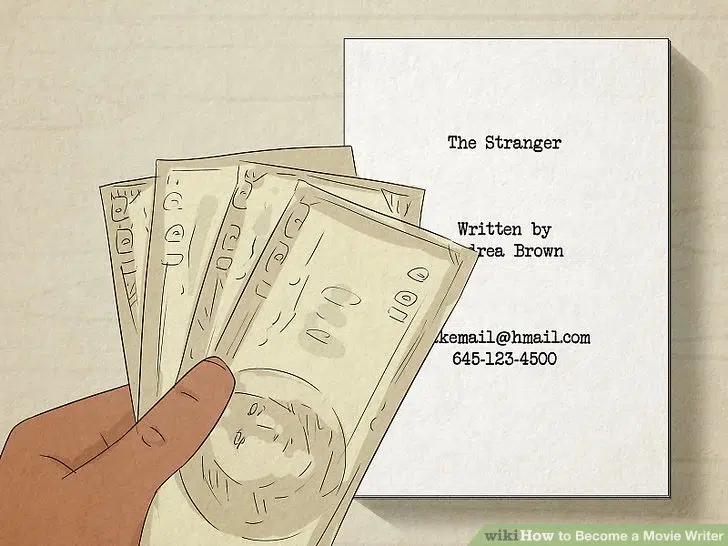 The Stranger
Written by
Brown
645-123-4500
wikiHow to Become a Movie Writer